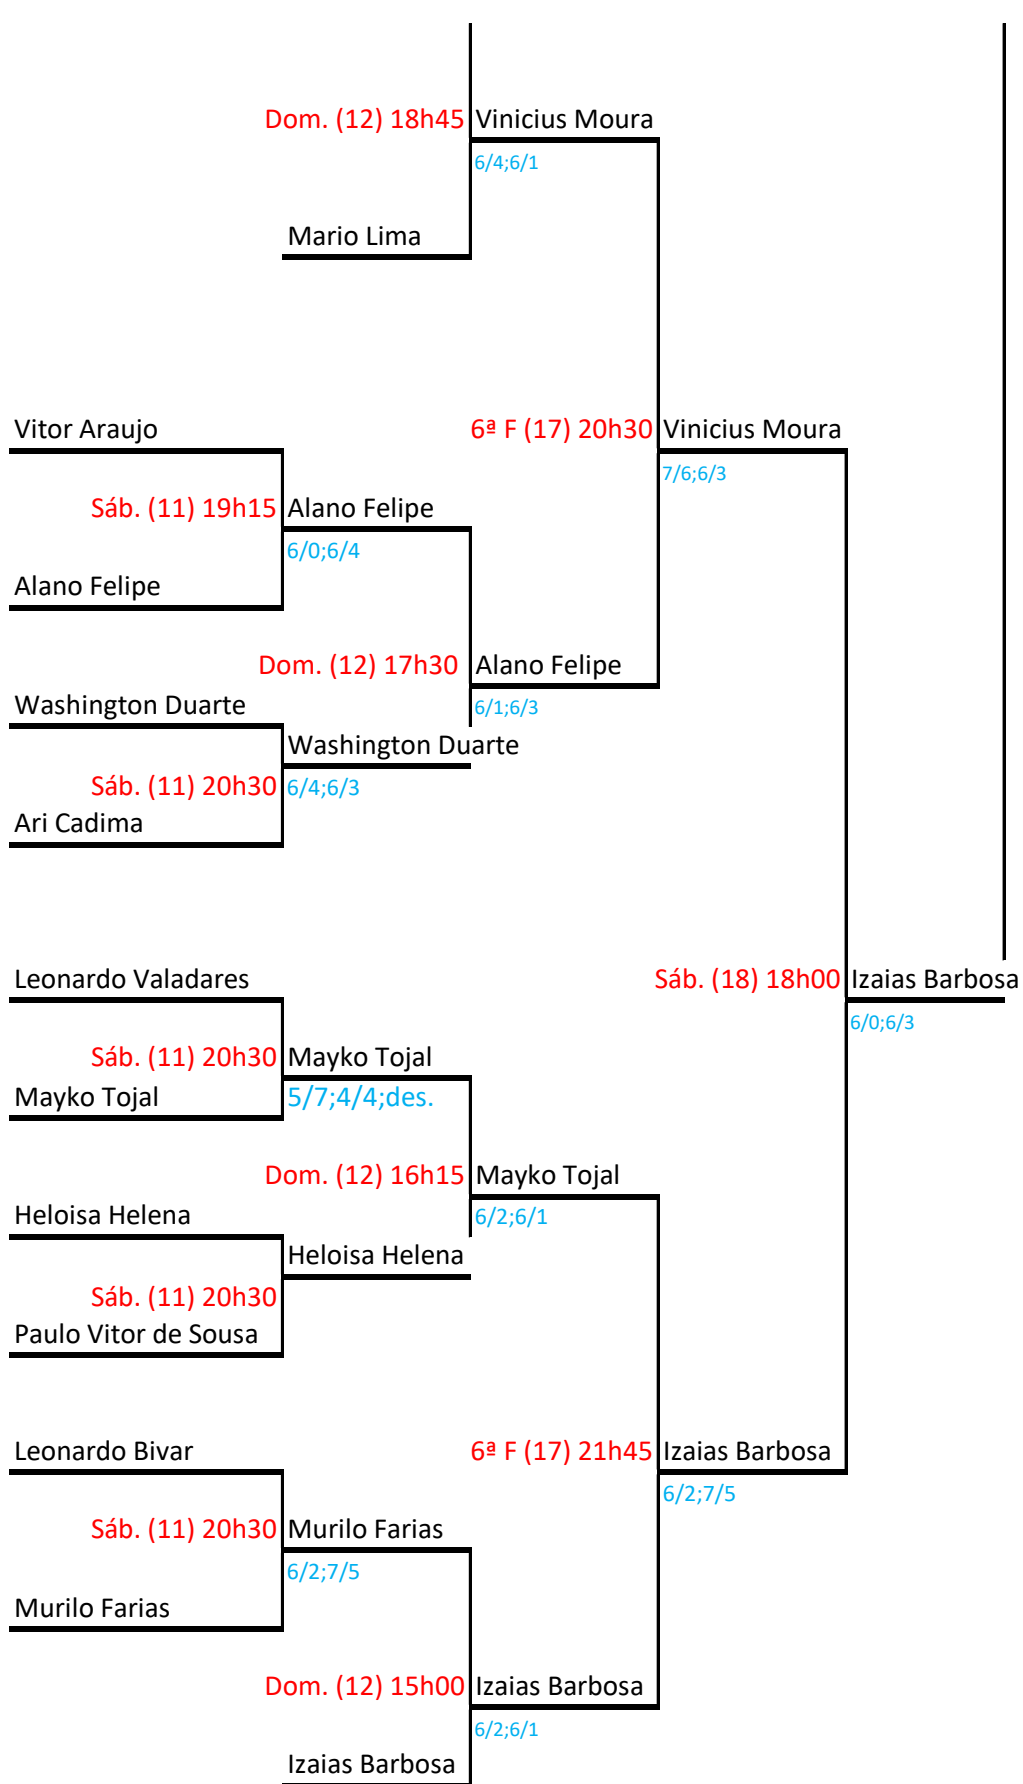 Dom. (12) 18h45 Vinicius Moura
6/4;6/1
Mario Lima
Vitor Araujo 6ª F (17) 20h30 Vinicius Moura
7/6;6/3
Sáb. (11) 19h15 Alano Felipe
6/0;6/4
Alano Felipe
Dom. (12) 17h30 Alano Felipe
Washington Duarte 6/1;6/3
Washington Duarte
Sáb. (11) 20h30 6/4;6/3
Ari Cadima
Leonardo Valadares Sáb. (18) 18h00 Izaias Barbosa
6/0;6/3
Sáb. (11) 20h30 Mayko Tojal
Mayko Tojal 5/7;4/4;des.
Dom. (12) 16h15 Mayko Tojal
Heloisa Helena 6/2;6/1
Heloisa Helena
Sáb. (11) 20h30
Paulo Vitor de Sousa
Leonardo Bivar 6ª F (17) 21h45 Izaias Barbosa
6/2;7/5
Sáb. (11) 20h30 Murilo Farias
6/2;7/5
Murilo Farias
Dom. (12) 15h00 Izaias Barbosa
6/2;6/1
Izaias Barbosa